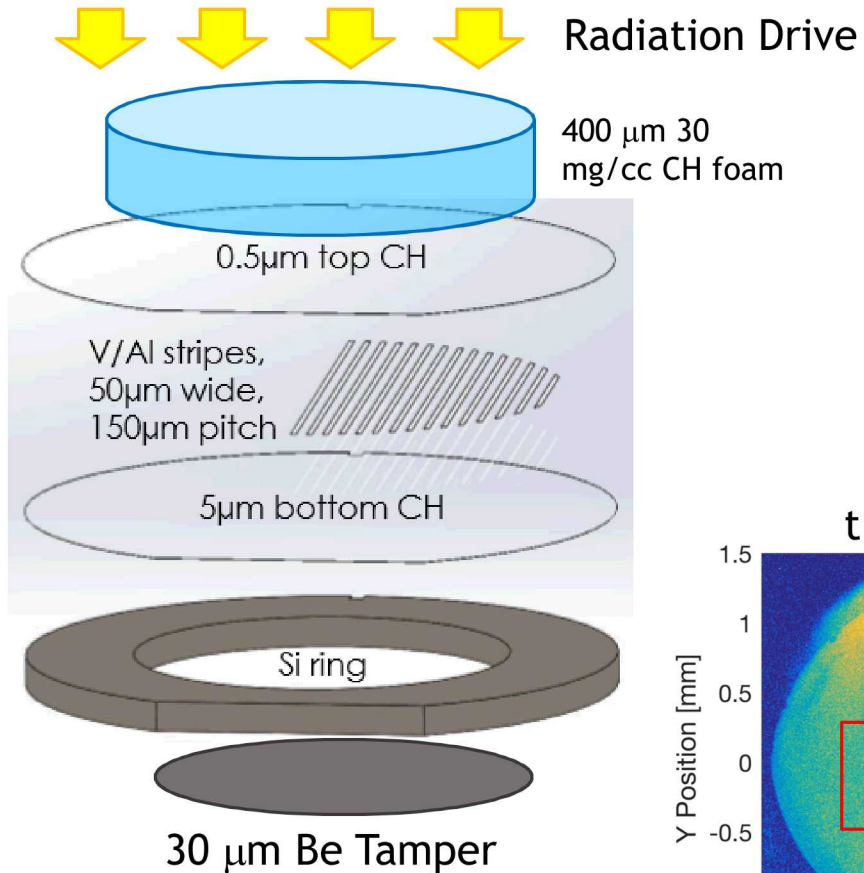 Radiation Drive
400 μm 30
mg/cc CH foam
0.5μm top CH
V/Al stripes,
50μm wide,
150μm pitch
5μm bottom CH
Si ring
30 μm Be Tamper
t
1.5
1
0.5
0
-0.5
Y Position [mm]